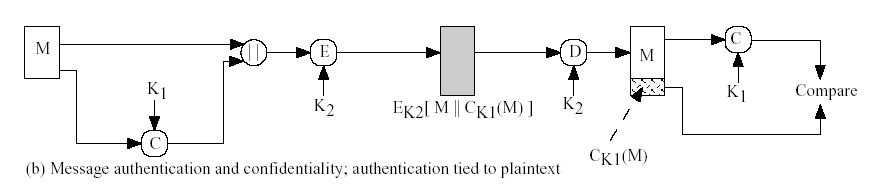 M || E D M C
K1 K1 Compare
K2 EK2[ M || CK1(M) ] K2
C CK1(M)
(b) Message authentication and confidentiality; authentication tied to plaintext